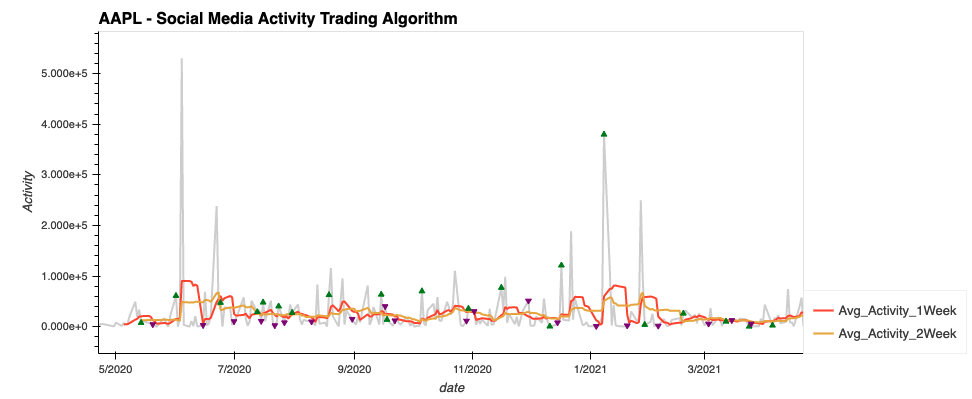 AAPL - Social Media Activity Trading Algorithm
5.000e+5
4.000e+5
3.000e+5
2.000e+5
1.000e+5
0.000e+0
Activity
5/2020
7/2020
9/2020
11/2020
1/2021
3/2021
date
Avg_Activity_1Week
Avg_Activity_2Week